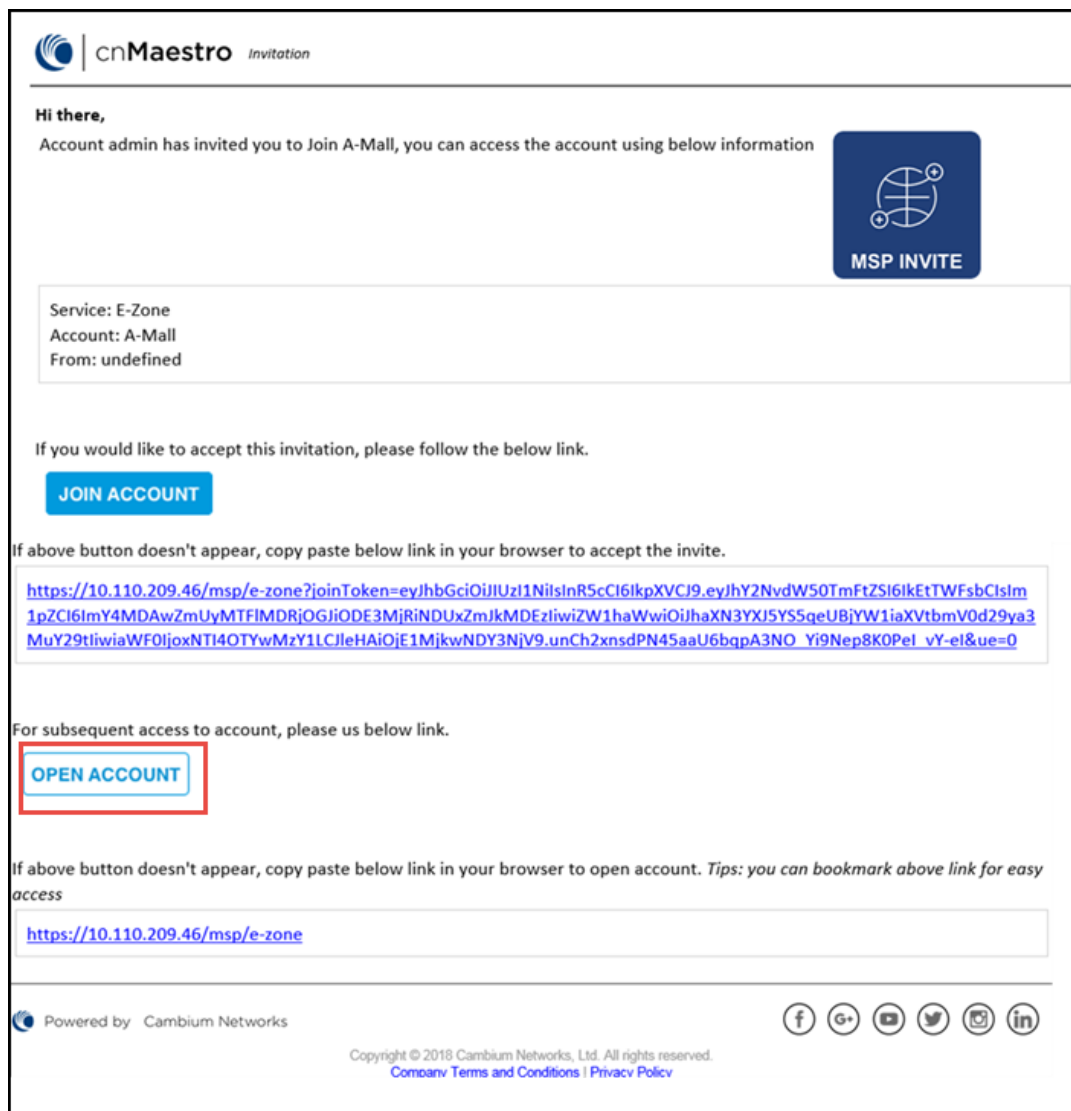 cnMaestro Invitation
Hi there,
Account admin has invited you to Join A-Mall, you can access the account using below information
MSP INVITE
Service: E-Zone
Account: A-Mall
From: undefined
If you would like to accept this invitation, please follow the below link.
JOIN ACCOUNT
If above button doesn't appear, copy paste below link in your browser to accept the invite.
https://10.110.209.46/msp/e-zone?joinToken=eyJhbGciOiJIUzI1NiIsInR5cCI6IkpXVCJ9.eyJhY2NvdW50TmFtZSI6IkEtTWFsbCIsIm
1pZCI6ImY4MDAwZmUyMTFlMDRjOGJiODE3MjRiNDUxZmJkMDEzIiwiZW1haWwiOiJhaXN3YXJ5YS5qeUBjYW1iaXVtbmV0d29ya3
MuY29tIiwiaWF0IjoxNTI4OTYwMzY1LCJleHAiOjE1MjkwNDY3NjV9.unCh2xnsdPN45aaU6bqpA3NO_Yi9Nep8K0PeI_vY-eI&ue=0
For subsequent access to account, please us below link.
OPEN ACCOUNT
If above button doesn't appear, copy paste below link in your browser to open account. Tips: you can bookmark above link for easy
access
https://10.110.209.46/msp/e-zone
Powered by Cambium Networks
f G+ in
Copyright © 2018 Cambium Networks, Ltd. All rights reserved.
Company Terms and Conditions | Privacy Policy